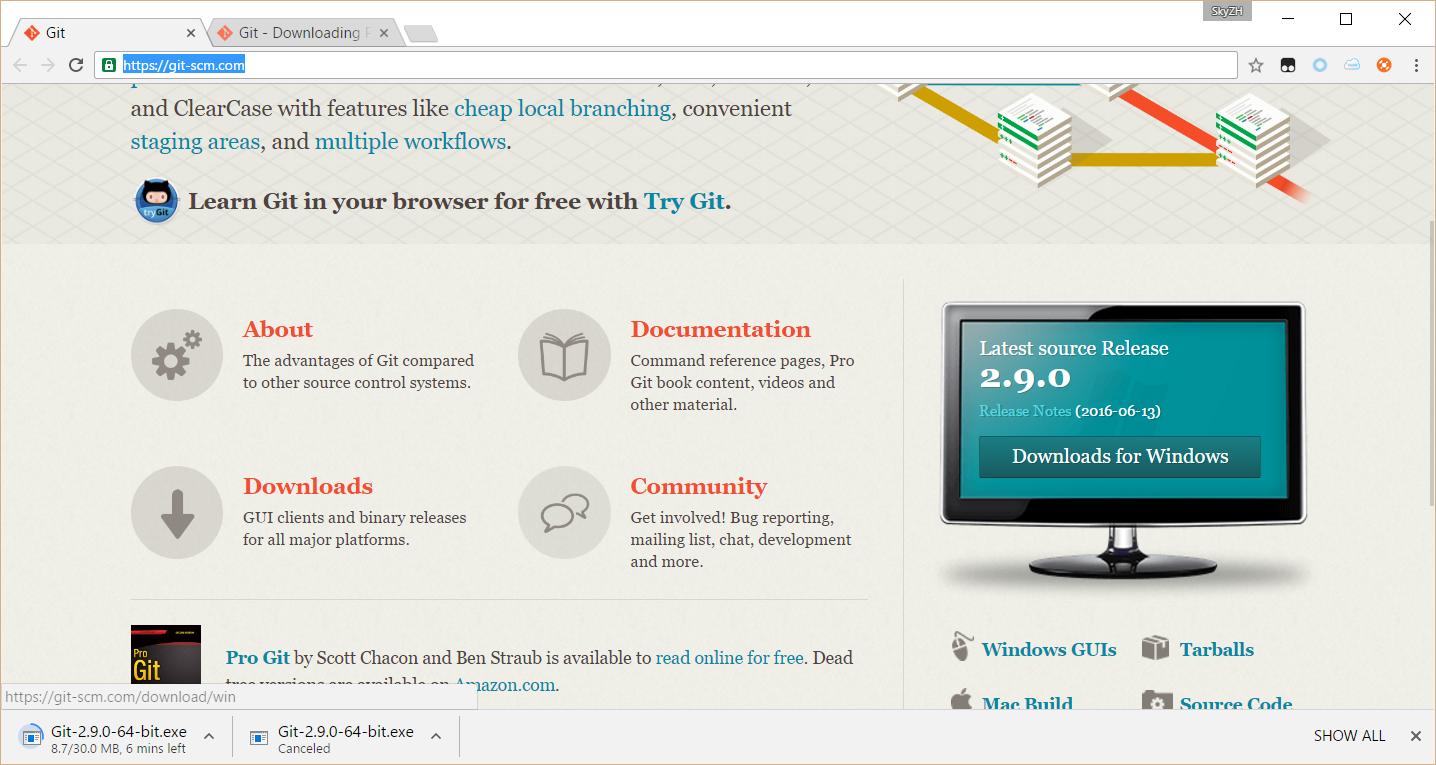 SkyZH
Git
Git - Downloading P
https://git-scm.com
and ClearCase with features like cheap local branching, convenient
staging areas, and multiple workflows.
try Git
Learn Git in your browser for free with Try Git.
About
The advantages of Git compared
to other source control systems.
Documentation
Command reference pages, Pro
Git book content, videos and
other material.
Downloads
GUI clients and binary releases
for all major platforms.
Community
Get involved! Bug reporting,
mailing list, chat, development
and more.
Latest source Release
2.9.0
Release Notes (2016-06-13)
Downloads for Windows
Pro
Git
Pro Git by Scott Chacon and Ben Straub is available to read online for free. Dead
tree versions are available on Amazon.com.
Windows GUIs
Tarballs
Mac Build
Source Code
https://git-scm.com/download/win
Git-2.9.0-64-bit.exe
8.7/30.0 MB, 6 mins left
Git-2.9.0-64-bit.exe
Canceled
SHOW ALL